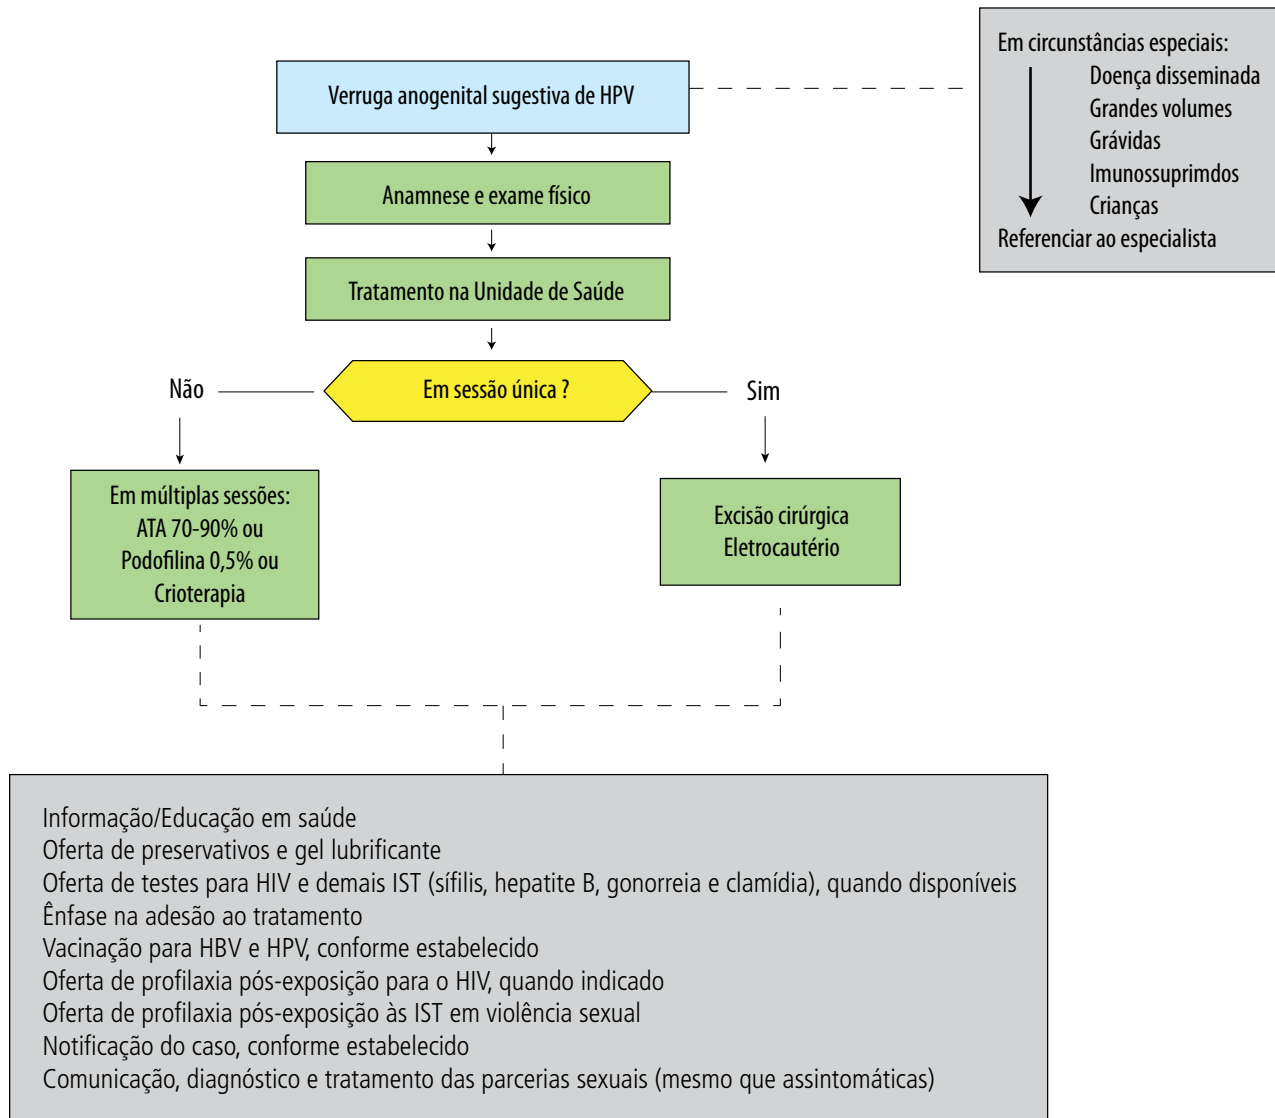 Em circunstâncias especiais:
Doença disseminada
Grandes volumes
Grávidas
Imunossuprimdos
Crianças
Referenciar ao especialista
Verruga anogenital sugestiva de HPV
Anamnese e exame físico
Tratamento na Unidade de Saúde
Em sessão única ?
Não
Sim
Em múltiplas sessões:
ATA 70-90% ou
Podofilina 0,5% ou
Crioterapia
Excisão cirúrgica
Eletrocautério
Informação/Educação em saúde
Oferta de preservativos e gel lubrificante
Oferta de testes para HIV e demais IST (sífilis, hepatite B, gonorreia e clamídia), quando disponíveis
Ênfase na adesão ao tratamento
Vacinação para HBV e HPV, conforme estabelecido
Oferta de profilaxia pós-exposição para o HIV, quando indicado
Oferta de profilaxia pós-exposição às IST em violência sexual
Notificação do caso, conforme estabelecido
Comunicação, diagnóstico e tratamento das parcerias sexuais (mesmo que assintomáticas)